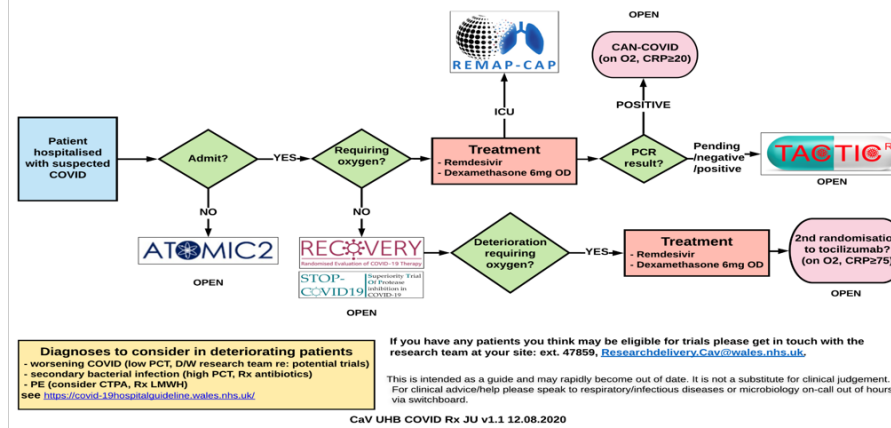 OPEN
REMAP-CAP
CAN-COVID
(on O2, CRP≥20)
ICU
POSITIVE
Patient
hospitalised
with suspected
COVID
Admit?
YES
Requiring
oxygen?
Treatment
- Remdesivir
- Dexamethasone 6mg OD
PCR
result?
Pending
/negative
/positive
TACTIC R
OPEN
NO
NO
ATOMIC2
OPEN
RECOVERY
Randomised Evaluation of COVID-19 Therapy
STOP-
COVID19
Superiority Trial
Of Protease
inhibition in
COVID-19
OPEN
Deterioration
requiring
oxygen?
YES
Treatment
- Remdesivir
- Dexamethasone 6mg OD
2nd randomisation
to tocilizumab?
(on O2, CRP≥75)
OPEN
Diagnoses to consider in deteriorating patients
- worsening COVID (low PCT, D/W research team re: potential trials)
- secondary bacterial infection (high PCT, Rx antibiotics)
- PE (consider CTPA, Rx LMWH)
see https://covid-19hospitalguideline.wales.nhs.uk/
If you have any patients you think may be eligible for trials please get in touch with the
research team at your site: ext. 47859, Researchdelivery.Cav@wales.nhs.uk.
This is intended as a guide and may rapidly become out of date. It is not a substitute for clinical judgement.
For clinical advice/help please speak to respiratory/infectious diseases or microbiology on-call out of hours
via switchboard.
CaV UHB COVID Rx JU v1.1 12.08.2020